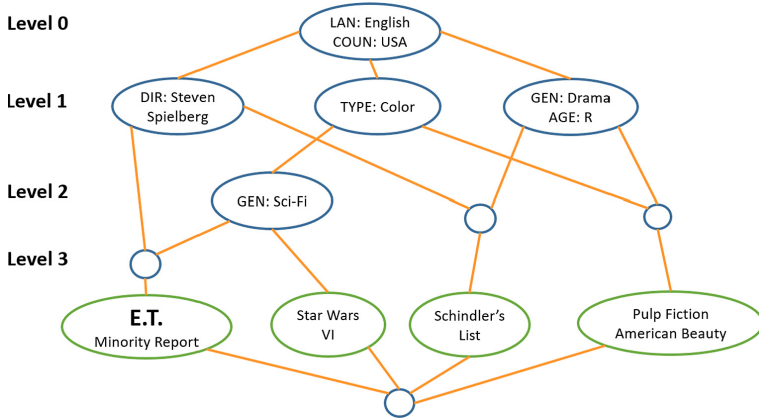 Level 0
LAN: English
COUN: USA
Level 1
DIR: Steven
Spielberg
TYPE: Color
GEN: Drama
AGE: R
Level 2
GEN: Sci-Fi
Level 3
E.T.
Minority Report
Star Wars
VI
Schindler's
List
Pulp Fiction
American Beauty